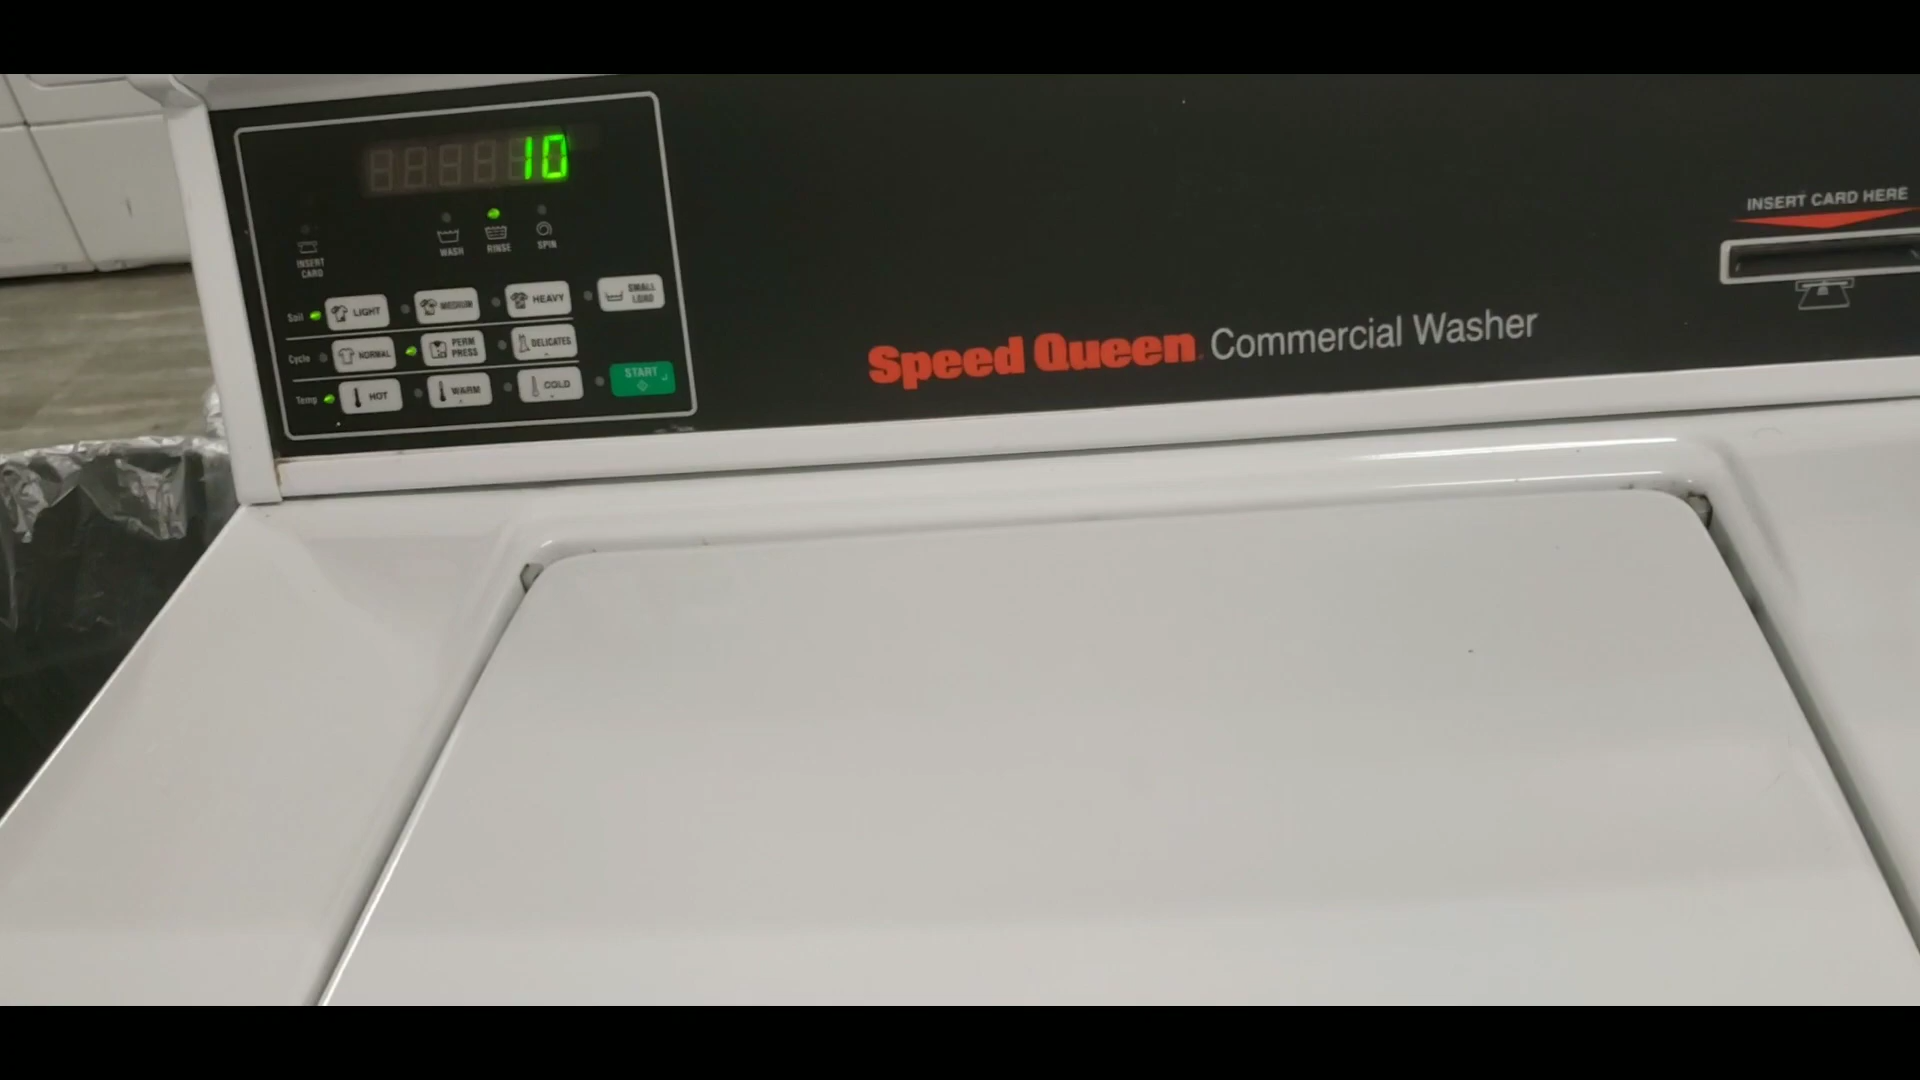 10
INSERT CARD
WASH
RINSE
SPIN
Soil LIGHT MEDIUM HEAVY SMALL LOAD
Cycle NORMAL PERM PRESS DELICATES
Temp HOT WARM COLD START
Speed Queen Commercial Washer
INSERT CARD HERE